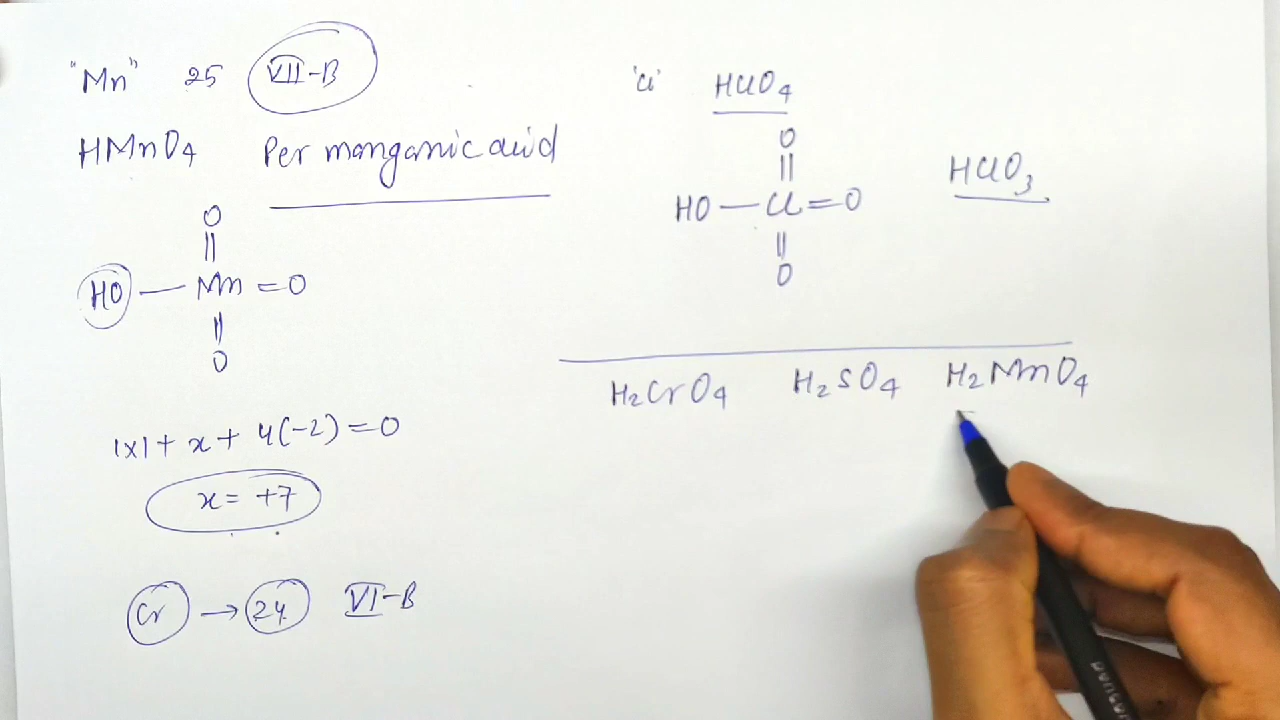 "Mn" 25 VII-B
HMnO4 Per manganic acid
O
||
HO — Mn = O
||
O
1x1 + x + 4(-2) = 0
x = +7
Cr → 24 VI-B
'Cl' HClO4
O
||
HO — Cl = O
||
O
HClO3
H2CrO4 H2SO4 H2MnO4